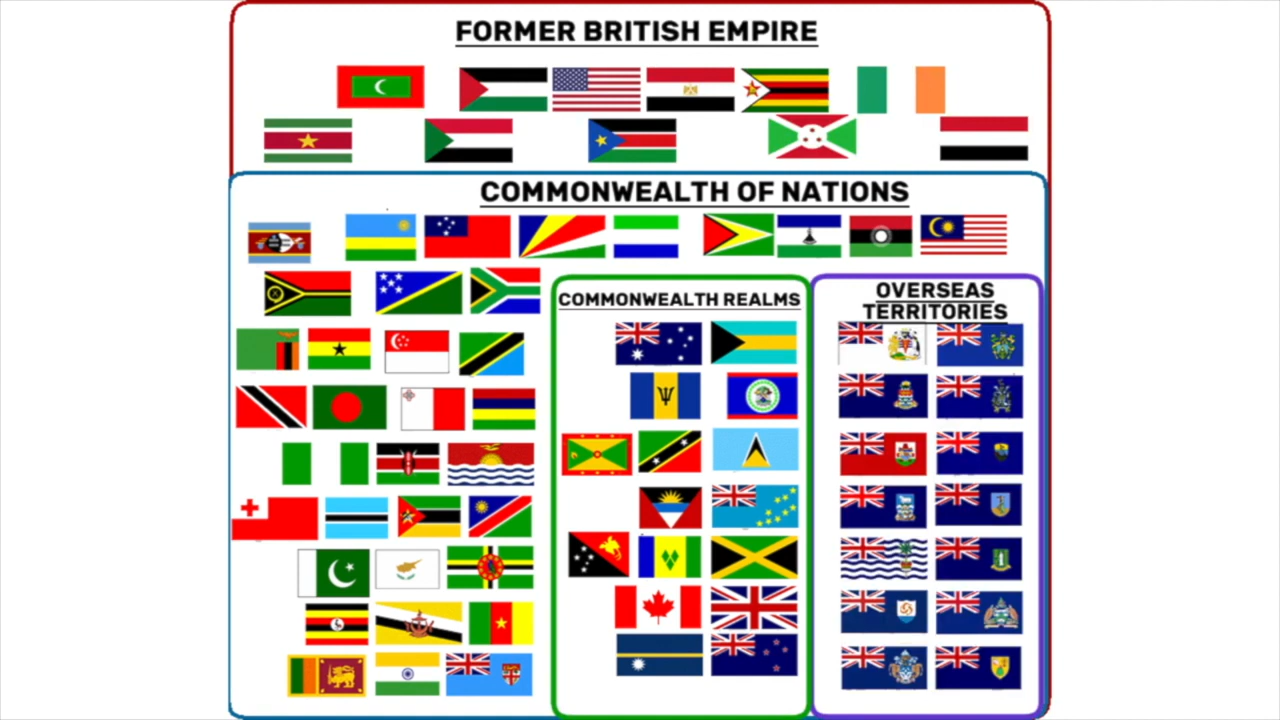 FORMER BRITISH EMPIRE
COMMONWEALTH OF NATIONS
COMMONWEALTH REALMS
OVERSEAS
TERRITORIES